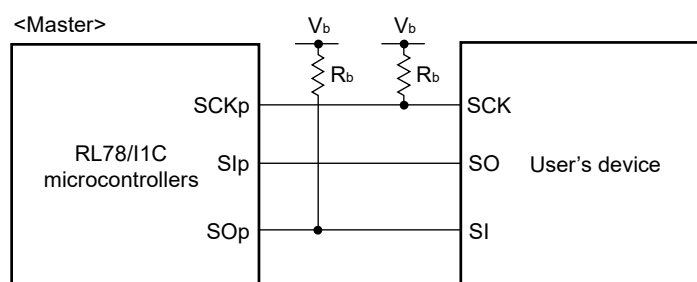 <Master>
Vb Vb
Rb Rb
SCKp SCK
RL78/I1C
microcontrollers
SIp SO
User's device
SOp SI